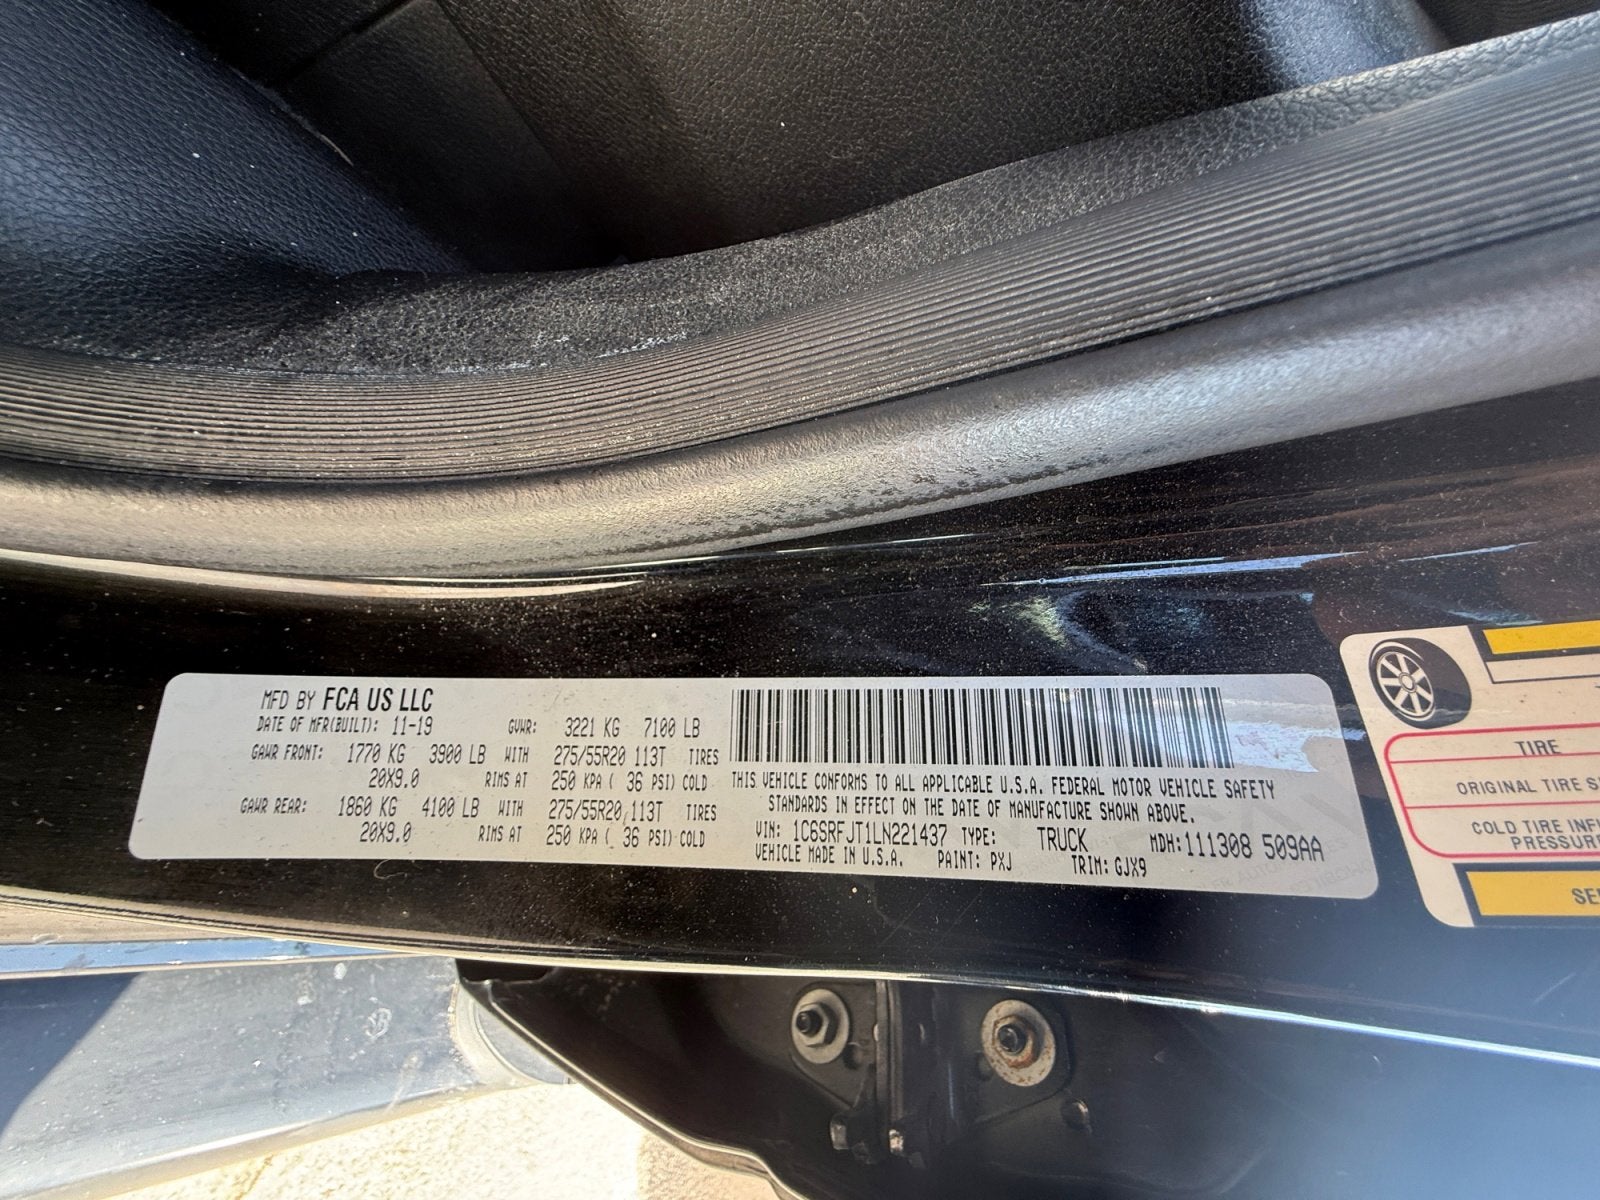 MFD BY FCA US LLC
DATE OF MFR(BUILT): 11-19 GVWR: 3221 KG 7100 LB
GAWR FRONT: 1770 KG 3900 LB WITH 275/55R20 113T TIRES
20X9.0 RIMS AT 250 KPA ( 36 PSI) COLD
GAWR REAR: 1860 KG 4100 LB WITH 275/55R20 113T TIRES
20X9.0 RIMS AT 250 KPA ( 36 PSI) COLD
THIS VEHICLE CONFORMS TO ALL APPLICABLE U.S.A. FEDERAL MOTOR VEHICLE SAFETY
STANDARDS IN EFFECT ON THE DATE OF MANUFACTURE SHOWN ABOVE.
VIN: 1C6SRFJT1LN221437 TYPE: TRUCK MDH: 111308 509AA
VEHICLE MADE IN U.S.A. PAINT: PXJ TRIM: GJX9
TIRE
ORIGINAL TIRE
COLD TIRE
PRESSURE